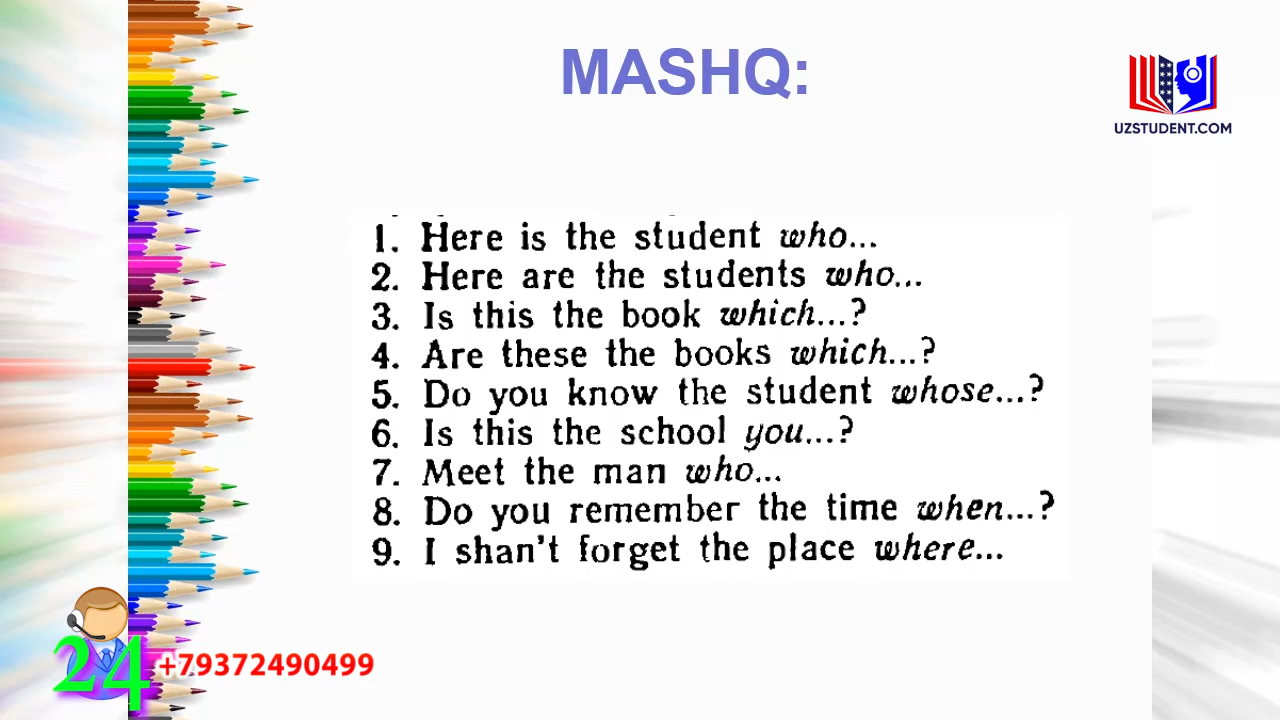 MASHQ:
UZSTUDENT.COM
1. Here is the student who...
2. Here are the students who...
3. Is this the book which...?
4. Are these the books which...?
5. Do you know the student whose...?
6. Is this the school you...?
7. Meet the man who...
8. Do you remember the time when...?
9. I shan't forget the place where...
24 +79372490499